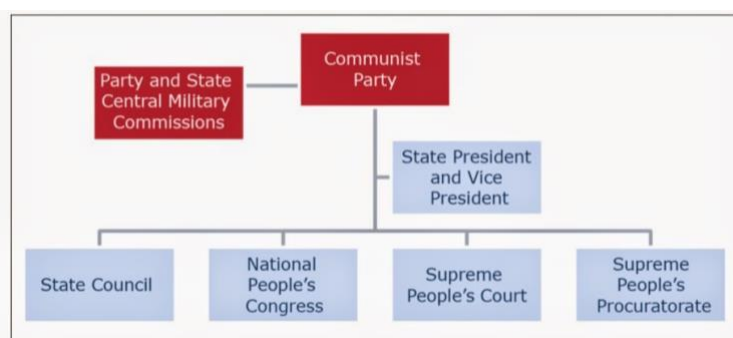 Communist
Party
Party and State
Central Military
Commissions
State President
and Vice
President
State Council
National
People's
Congress
Supreme
People's Court
Supreme
People's
Procuratorate